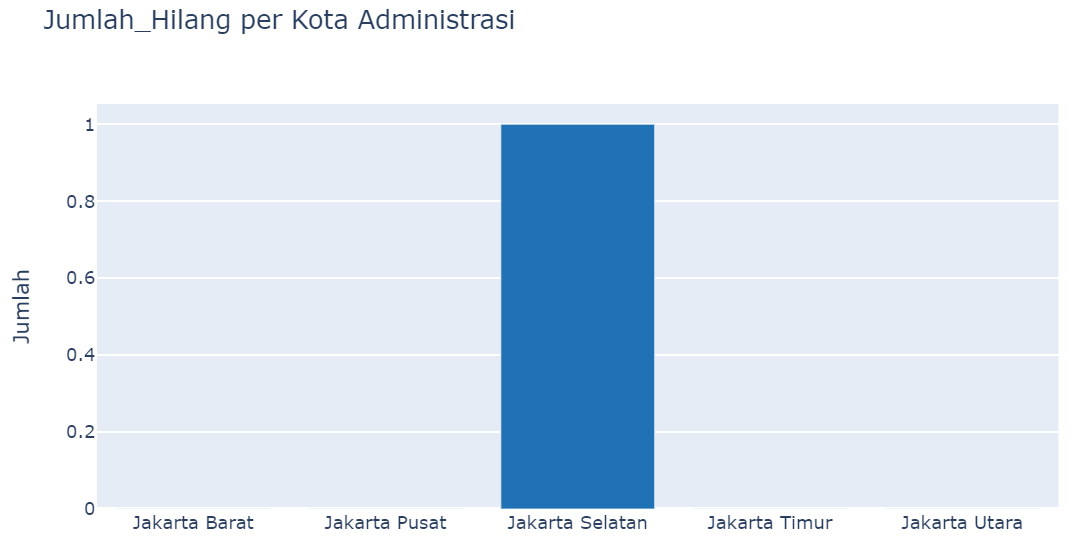 Jumlah_Hilang per Kota Administrasi
1
0.8
0.6
0.4
0.2
0
Jumlah
Jakarta Barat
Jakarta Pusat
Jakarta Selatan
Jakarta Timur
Jakarta Utara